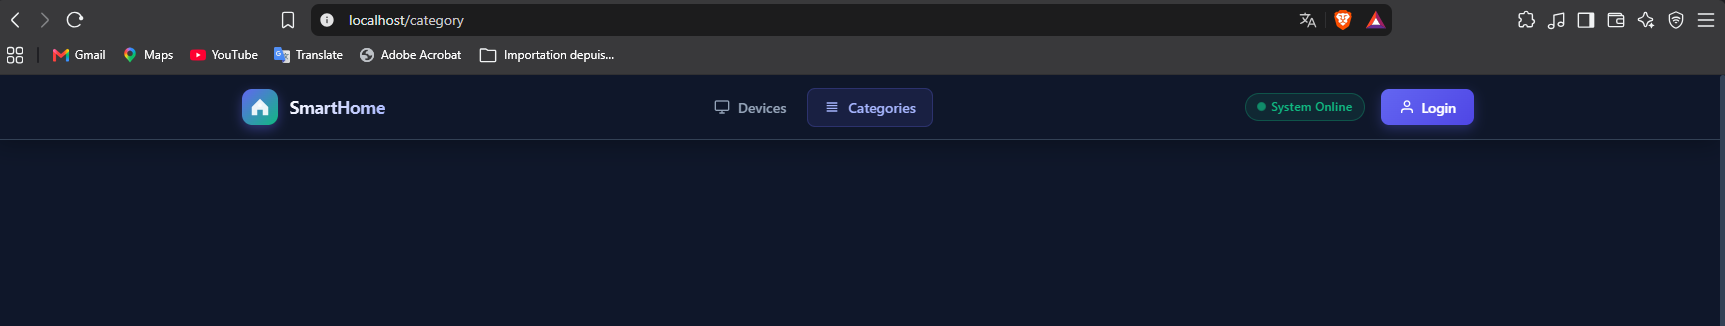 localhost/category
Gmail Maps YouTube Translate Adobe Acrobat Importation depuis...
SmartHome Devices Categories System Online Login